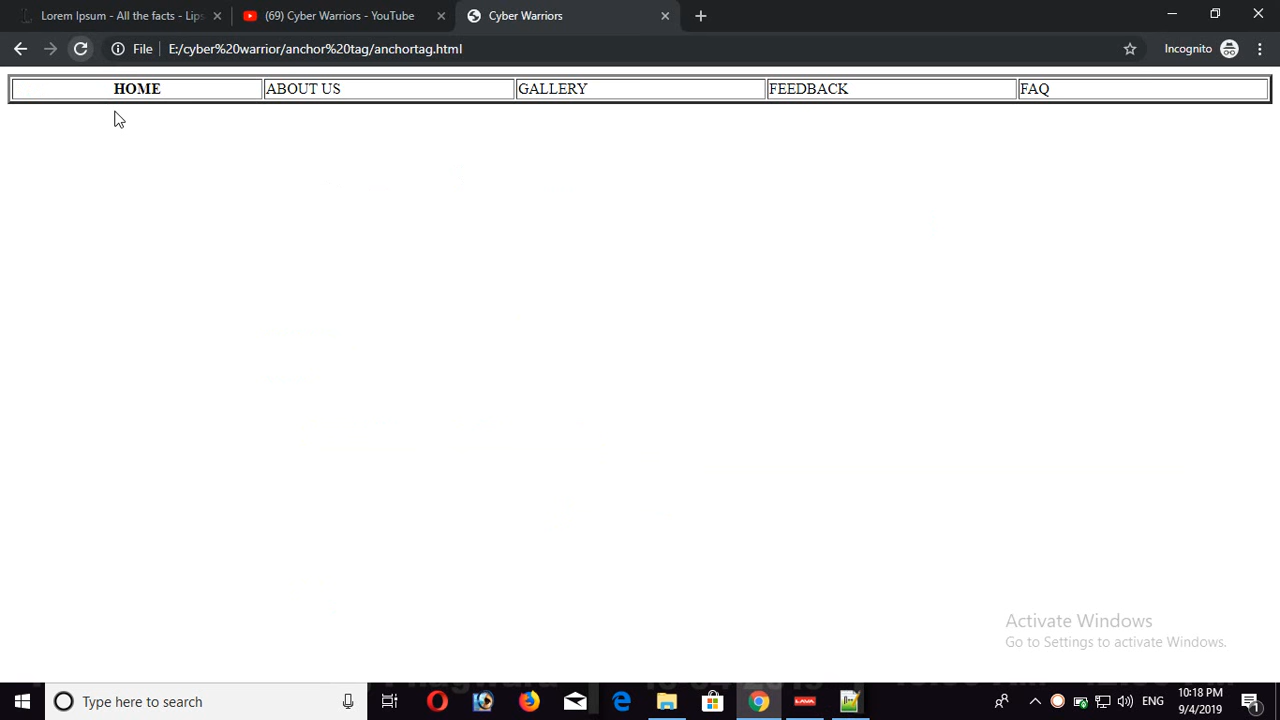 Lorem Ipsum - All the facts - Lips
(69) Cyber Warriors - YouTube
Cyber Warriors
File
E:/cyber%20warrior/anchor%20tag/anchortag.html
Incognito
HOME
ABOUT US
GALLERY
FEEDBACK
FAQ
Activate Windows
Go to Settings to activate Windows.
Type here to search
LAVA
ENG
10:18 PM
9/4/2019
1